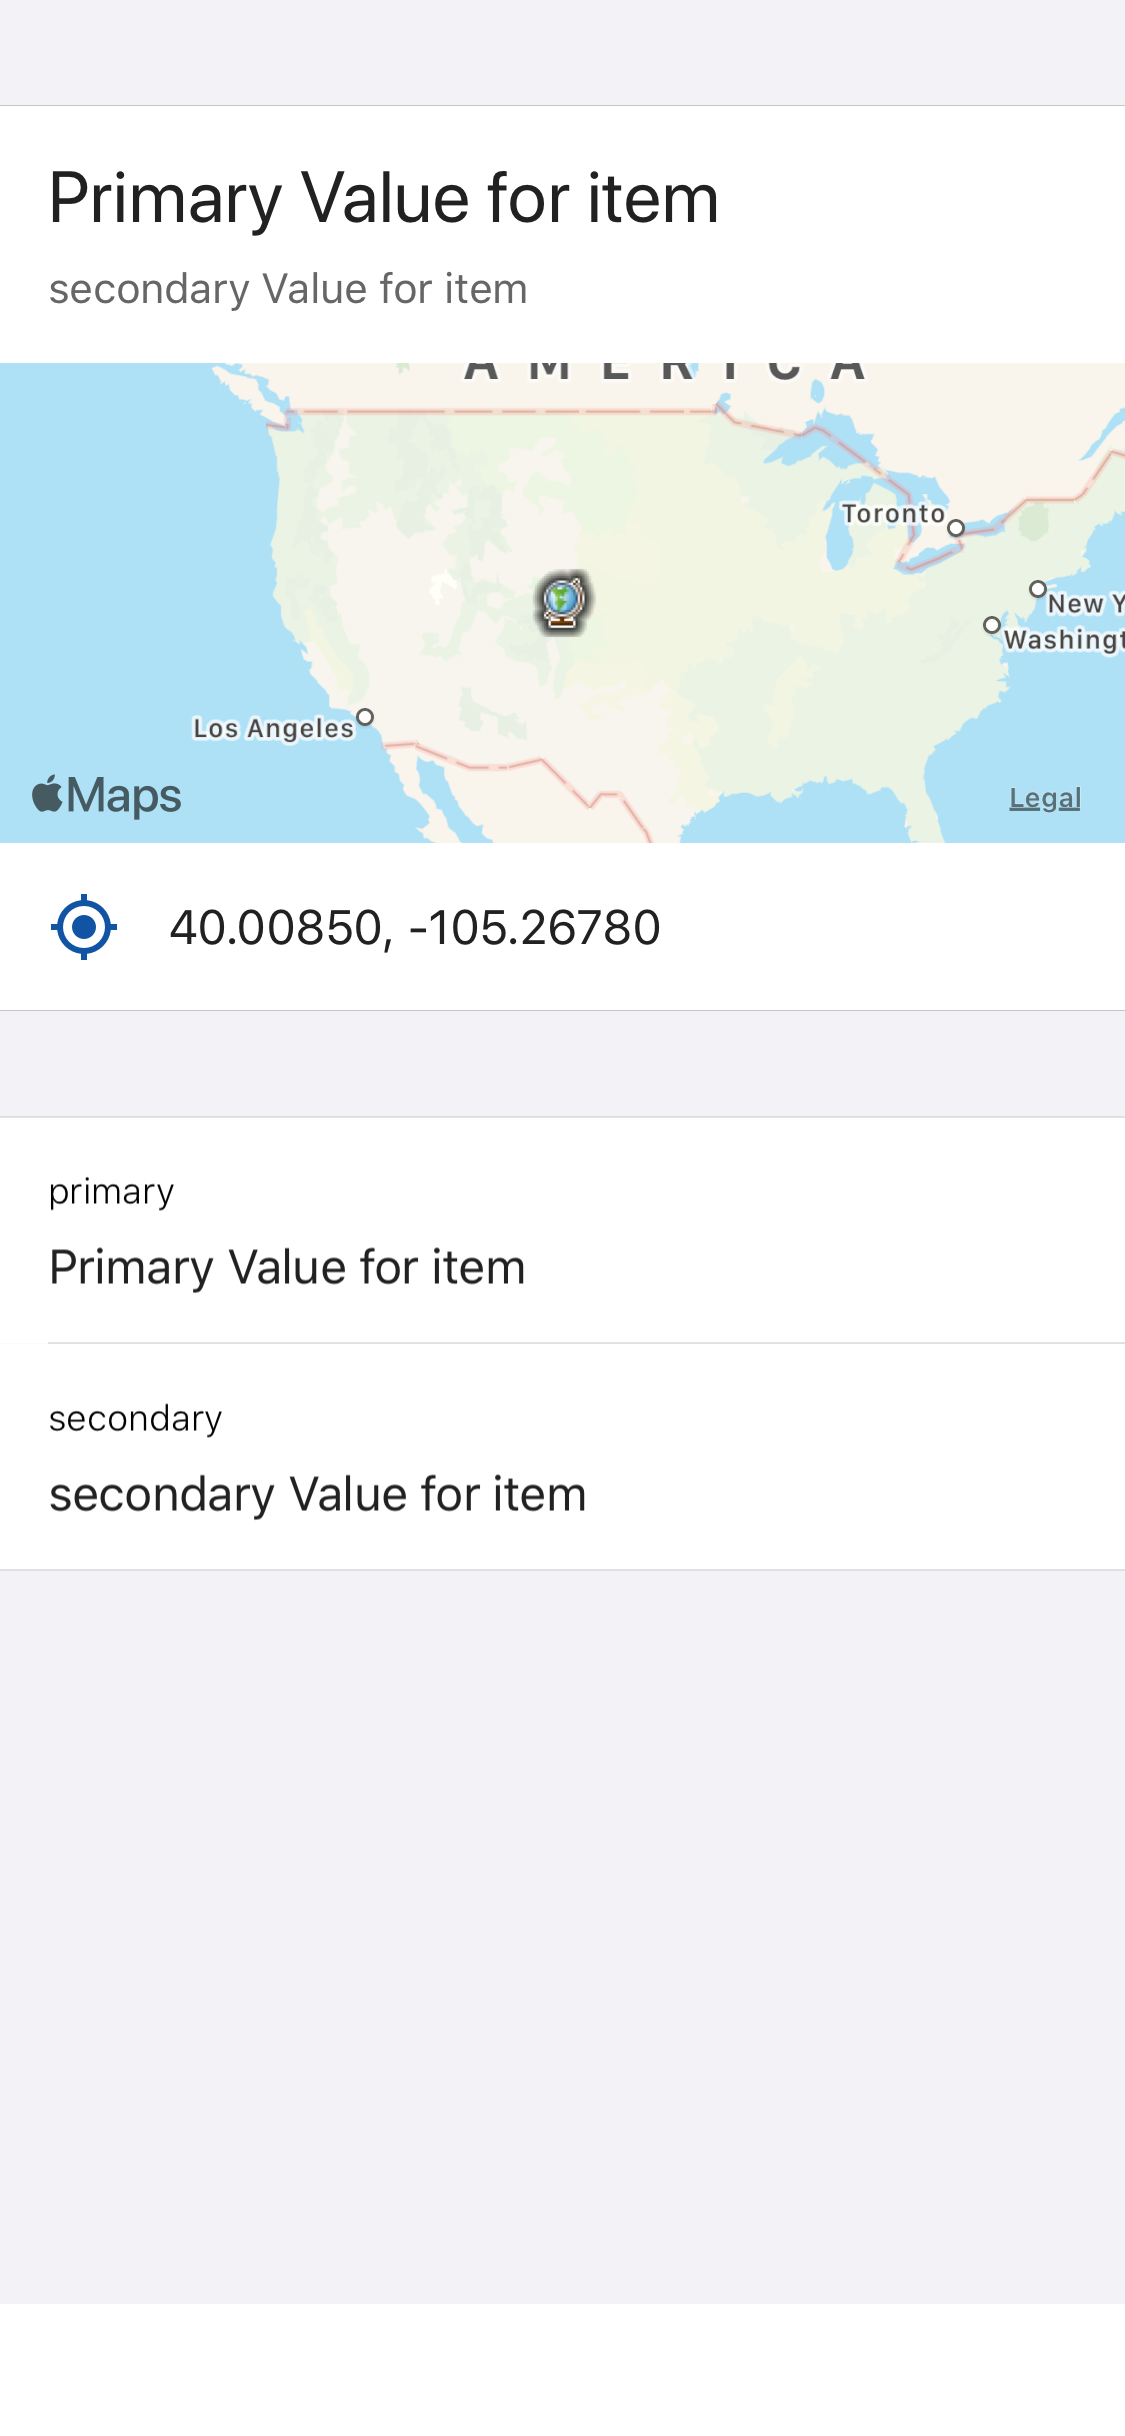 Primary Value for item
secondary Value for item
AMERICA
Toronto
New Y
Washingt
Los Angeles
Maps
Legal
40.00850, -105.26780
primary
Primary Value for item
secondary
secondary Value for item